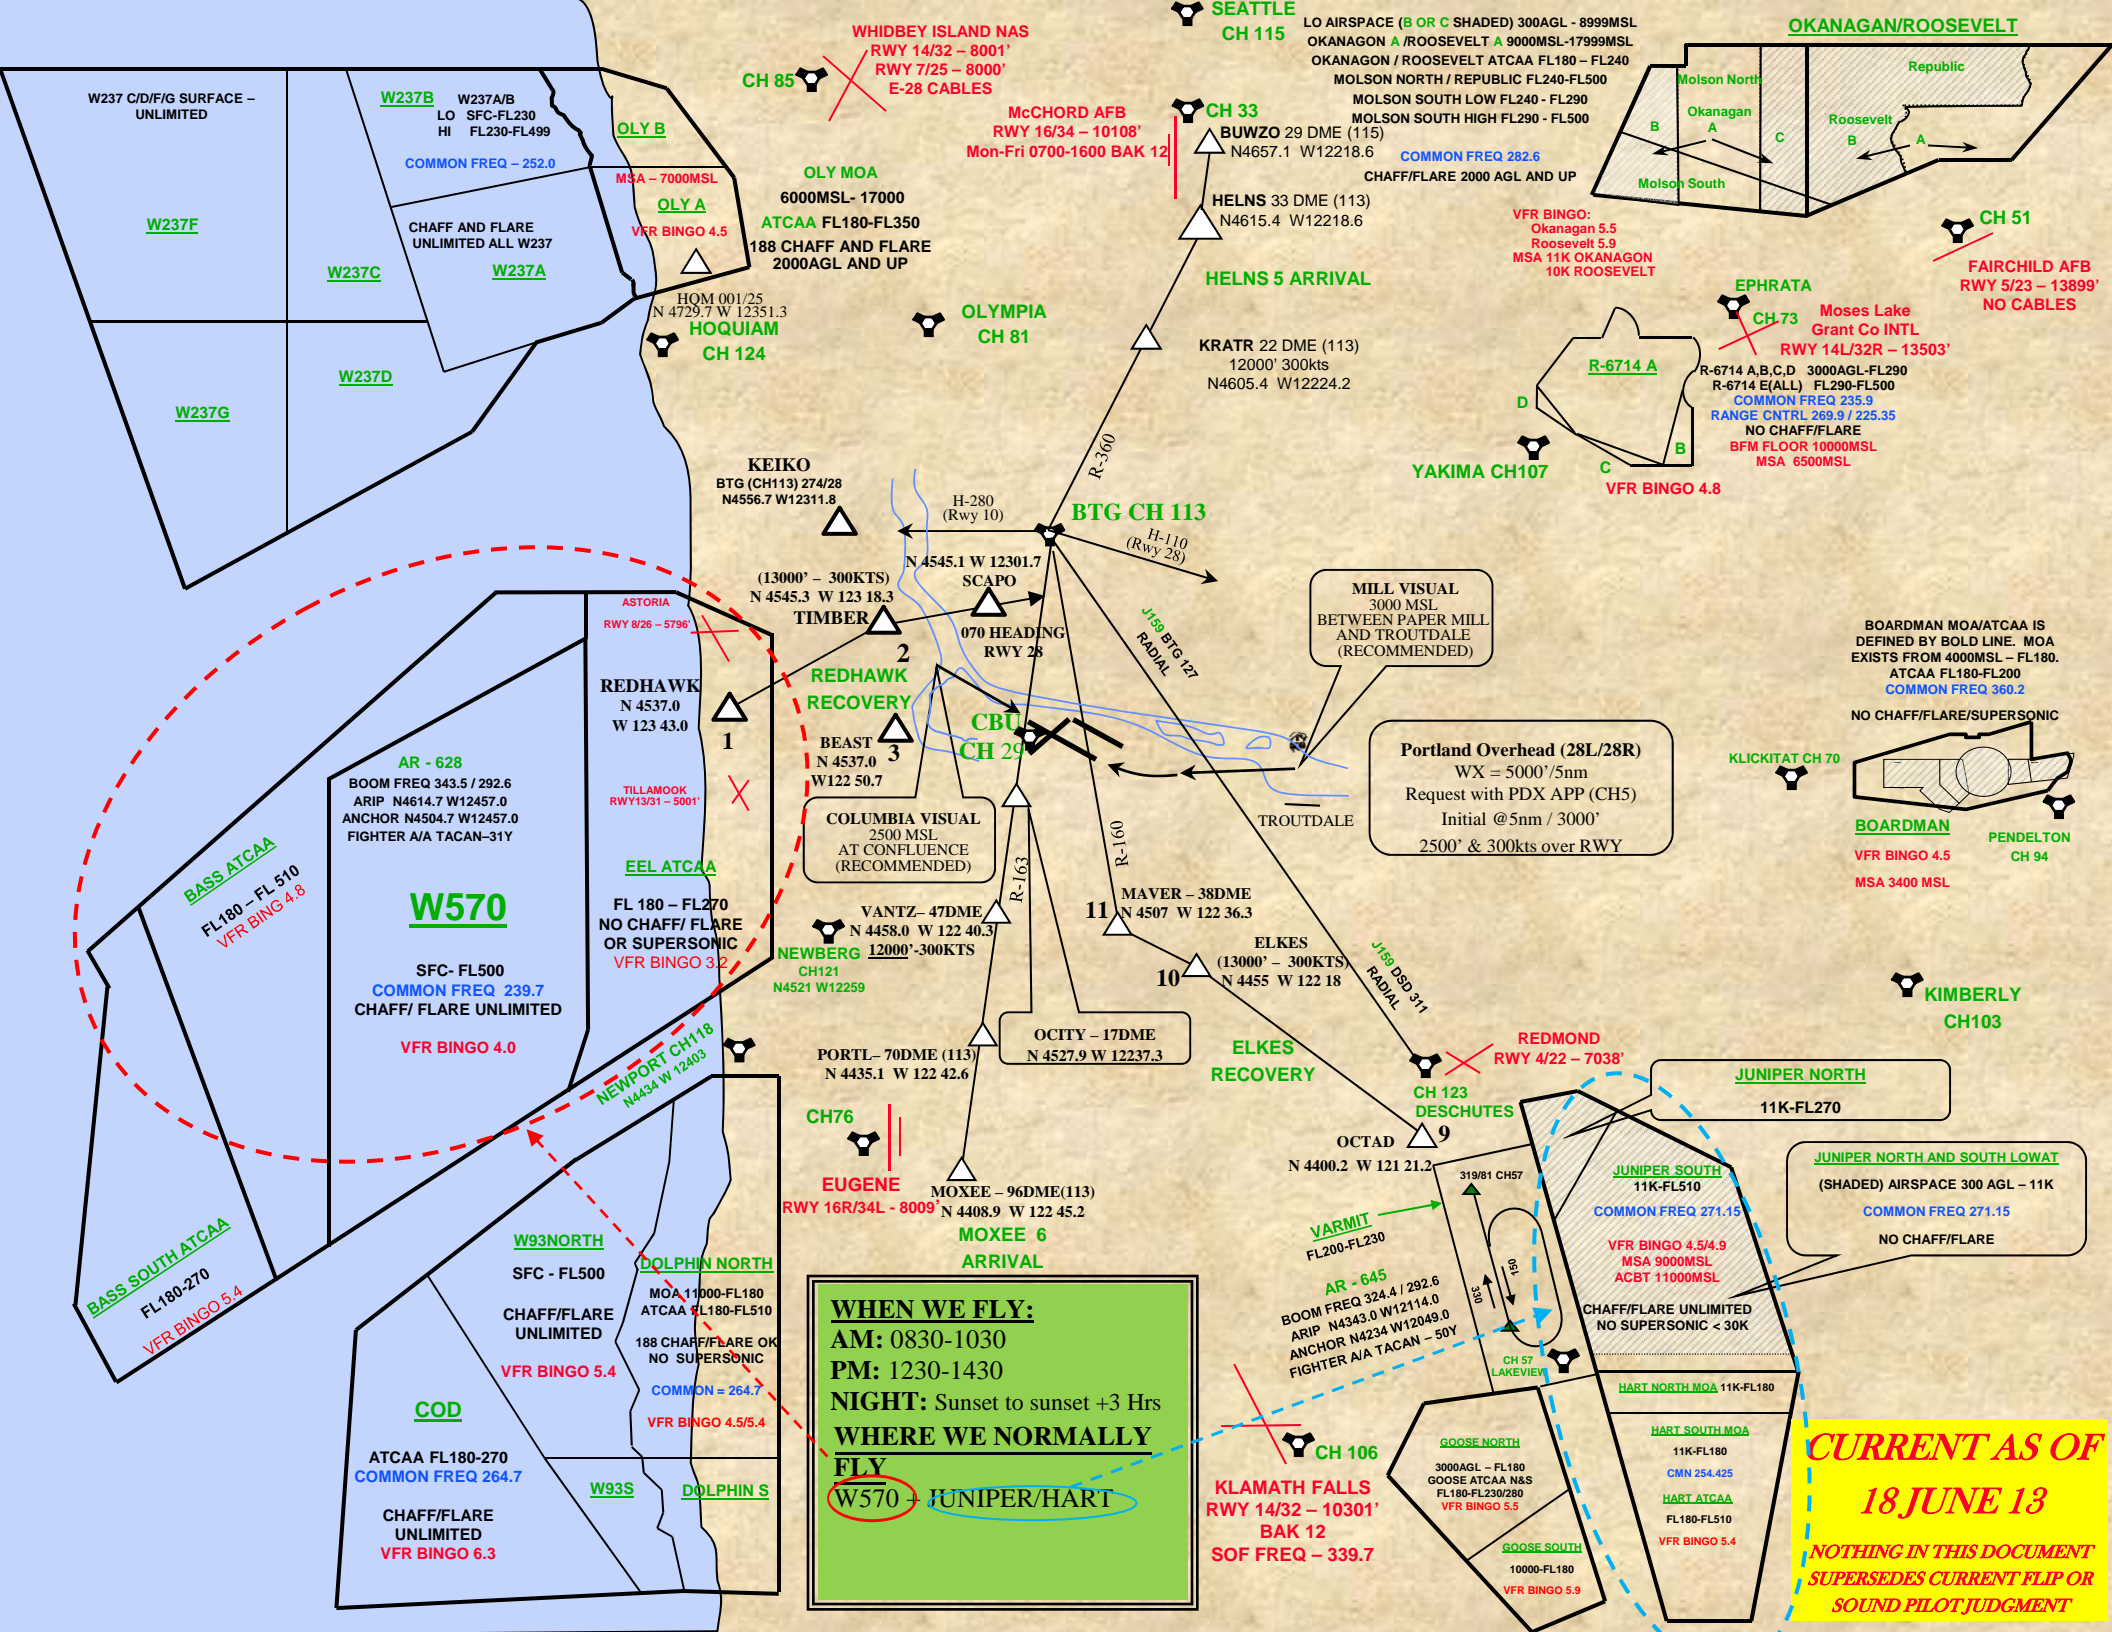 SEATTLE
CH 115
LO AIRSPACE (B OR C SHADED) 300AGL - 8999MSL
OKANAGON A /ROOSEVELT A 9000MSL-17999MSL
OKANAGON / ROOSEVELT ATCAA FL180 – FL240
MOLSON NORTH / REPUBLIC FL240-FL500
MOLSON SOUTH LOW FL240 - FL290
MOLSON SOUTH HIGH FL290 - FL500
COMMON FREQ 282.6
CHAFF/FLARE 2000 AGL AND UP
OKANAGAN/ROOSEVELT
Republic
Molson North
Okanagan
Roosevelt
B
A
C
B
A
Molson South
VFR BINGO:
Okanagan 5.5
Roosevelt 5.9
MSA 11K OKANAGON
10K ROOSEVELT
CH 51
FAIRCHILD AFB
RWY 5/23 – 13899’
NO CABLES
WHIDBEY ISLAND NAS
RWY 14/32 – 8001’
RWY 7/25 – 8000’
E-28 CABLES
CH 85
CH 33
McCHORD AFB
RWY 16/34 – 10108’
Mon-Fri 0700-1600 BAK 12
BUWZO 29 DME (115)
N4657.1 W12218.6
HELNS 33 DME (113)
N4615.4 W12218.6
HELNS 5 ARRIVAL
KRATR 22 DME (113)
12000’ 300kts
N4605.4 W12224.2
W237 C/D/F/G SURFACE –
UNLIMITED
W237B
W237A/B
LO SFC-FL230
HI FL230-FL499
COMMON FREQ – 252.0
CHAFF AND FLARE
UNLIMITED ALL W237
W237A
W237F
W237C
W237D
W237G
OLY B
MSA – 7000MSL
OLY A
VFR BINGO 4.5
OLY MOA
6000MSL- 17000
ATCAA FL180-FL350
188 CHAFF AND FLARE
2000AGL AND UP
HQM 001/25
N 4729.7 W 12351.3
HOQUIAM
CH 124
OLYMPIA
CH 81
EPHRATA
CH 73
Moses Lake
Grant Co INTL
RWY 14L/32R – 13503’
R-6714 A
D
B
C
R-6714 A,B,C,D 3000AGL-FL290
R-6714 E(ALL) FL290-FL500
COMMON FREQ 235.9
RANGE CNTRL 269.9 / 225.35
NO CHAFF/FLARE
BFM FLOOR 10000MSL
MSA 6500MSL
YAKIMA CH107
VFR BINGO 4.8
KEIKO
BTG (CH113) 274/28
N4556.7 W12311.8
H-280
(Rwy 10)
R-360
BTG CH 113
H-110
(Rwy 28)
N 4545.1 W 12301.7
SCAPO
(13000’ – 300KTS)
N 4545.3 W 123 18.3
TIMBER
2
070 HEADING
RWY 28
REDHAWK
RECOVERY
REDHAWK
N 4537.0
W 123 43.0
1
BEAST
N 4537.0
W122 50.7
3
CBU
CH 29
J159 BTG 127
RADIAL
MILL VISUAL
3000 MSL
BETWEEN PAPER MILL
AND TROUTDALE
(RECOMMENDED)
TROUTDALE
Portland Overhead (28L/28R)
WX = 5000’/5nm
Request with PDX APP (CH5)
Initial @5nm / 3000’
2500’ & 300kts over RWY
COLUMBIA VISUAL
2500 MSL
AT CONFLUENCE
(RECOMMENDED)
BOARDMAN MOA/ATCAA IS
DEFINED BY BOLD LINE. MOA
EXISTS FROM 4000MSL – FL180.
ATCAA FL180-FL200
COMMON FREQ 360.2
NO CHAFF/FLARE/SUPERSONIC
KLICKITAT CH 70
BOARDMAN
VFR BINGO 4.5
MSA 3400 MSL
PENDELTON
CH 94
ASTORIA
RWY 8/26 – 5796’
TILLAMOOK
RWY13/31 – 5001’
AR - 628
BOOM FREQ 343.5 / 292.6
ARIP N4614.7 W12457.0
ANCHOR N4504.7 W12457.0
FIGHTER A/A TACAN–31Y
W570
SFC- FL500
COMMON FREQ 239.7
CHAFF/ FLARE UNLIMITED
VFR BINGO 4.0
EEL ATCAA
FL 180 – FL270
NO CHAFF/ FLARE
OR SUPERSONIC
VFR BINGO 3.2
BASS ATCAA
FL180 – FL 510
VFR BING 4.8
BASS SOUTH ATCAA
FL180-270
VFR BINGO 5.4
R-163
R-160
VANTZ– 47DME
N 4458.0 W 122 40.3
12000’-300KTS
NEWBERG
CH121
N4521 W12259
MAVER – 38DME
N 4507 W 122 36.3
11
ELKES
(13000’ – 300KTS)
N 4455 W 122 18
10
J159 DSD 311
RADIAL
OCITY – 17DME
N 4527.9 W 12237.3
PORTL– 70DME (113)
N 4435.1 W 122 42.6
ELKES
RECOVERY
NEWPORT CH118
N4434 W 12403
CH76
EUGENE
RWY 16R/34L - 8009’
MOXEE – 96DME(113)
N 4408.9 W 122 45.2
MOXEE 6
ARRIVAL
KIMBERLY
CH103
REDMOND
RWY 4/22 – 7038’
CH 123
DESCHUTES
OCTAD
N 4400.2 W 121 21.2
9
JUNIPER NORTH
11K-FL270
JUNIPER SOUTH
11K-FL510
COMMON FREQ 271.15
VFR BINGO 4.5/4.9
MSA 9000MSL
ACBT 11000MSL
CHAFF/FLARE UNLIMITED
NO SUPERSONIC < 30K
JUNIPER NORTH AND SOUTH LOWAT
(SHADED) AIRSPACE 300 AGL – 11K
COMMON FREQ 271.15
NO CHAFF/FLARE
319/81 CH57
VARMIT
FL200-FL230
AR - 645
BOOM FREQ 324.4 / 292.6
ARIP N4343.0 W12114.0
ANCHOR N4234 W12049.0
FIGHTER A/A TACAN – 50Y
330
150
CH 57
LAKEVIEW
W93NORTH
SFC - FL500
CHAFF/FLARE
UNLIMITED
VFR BINGO 5.4
DOLPHIN NORTH
MOA 11000-FL180
ATCAA FL180-FL510
188 CHAFF/FLARE OK
NO SUPERSONIC
COMMON = 264.7
VFR BINGO 4.5/5.4
COD
ATCAA FL180-270
COMMON FREQ 264.7
CHAFF/FLARE
UNLIMITED
VFR BINGO 6.3
W93S
DOLPHIN S
WHEN WE FLY:
AM: 0830-1030
PM: 1230-1430
NIGHT: Sunset to sunset +3 Hrs
WHERE WE NORMALLY
FLY
W570 + JUNIPER/HART
CH 106
KLAMATH FALLS
RWY 14/32 – 10301’
BAK 12
SOF FREQ – 339.7
GOOSE NORTH
3000AGL – FL180
GOOSE ATCAA N&S
FL180-FL230/280
VFR BINGO 5.5
GOOSE SOUTH
10000-FL180
VFR BINGO 5.9
HART NORTH MOA 11K-FL180
HART SOUTH MOA
11K-FL180
CMN 254.425
HART ATCAA
FL180-FL510
VFR BINGO 5.4
CURRENT AS OF
18 JUNE 13
NOTHING IN THIS DOCUMENT
SUPERSEDES CURRENT FLIP OR
SOUND PILOT JUDGMENT